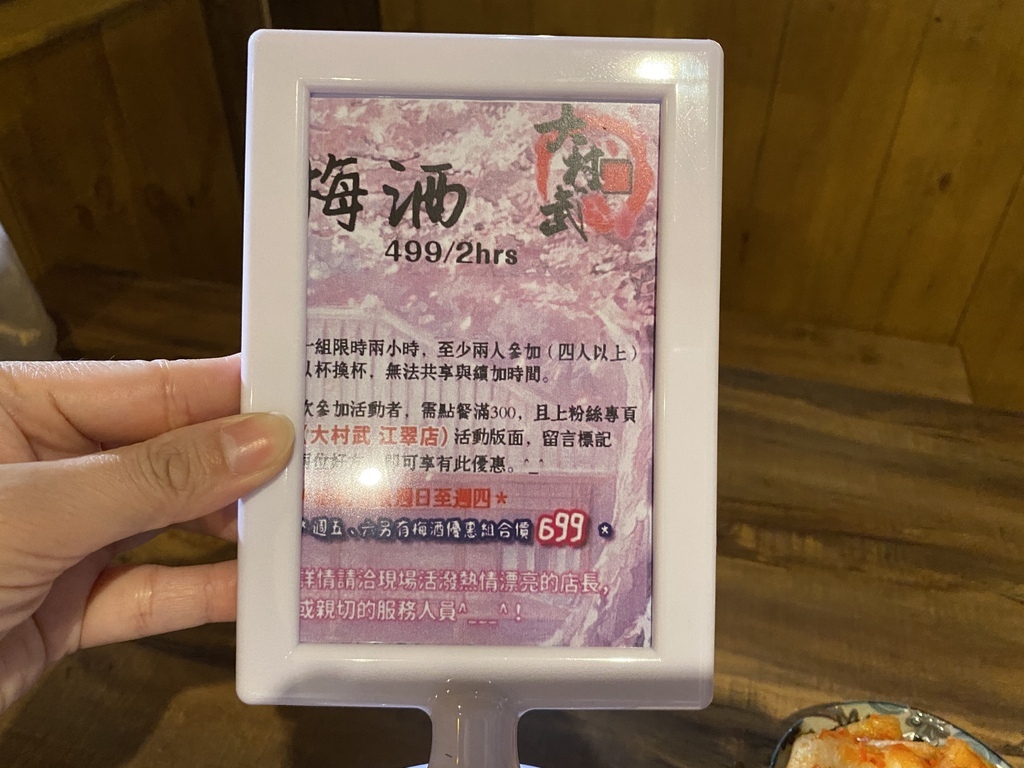 大村武
梅酒
499/2hrs
一組限時兩小時，至少兩人參加（四人以上）
以杯換杯，無法共享與續加時間。
次參加活動者，需點餐滿300，且上粉絲專頁
(大村武 江翠店) 活動版面，留言標記
可享有此優惠。^_^
週日至週四*
*週五、六另有梅酒優惠組合價 699 *
詳情請洽現場活潑熱情漂亮的店長，
或親切的服務人員^___^！